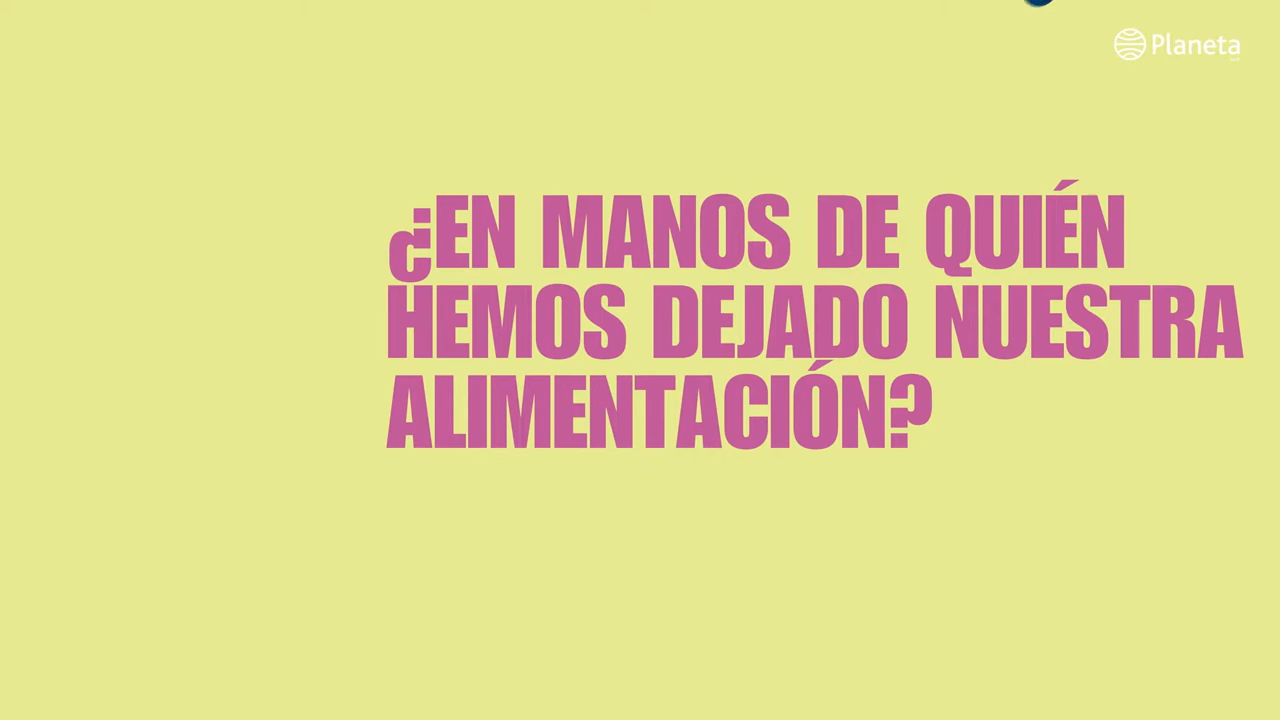 Planeta
¿EN MANOS DE QUIÉN
HEMOS DEJADO NUESTRA
ALIMENTACIÓN?